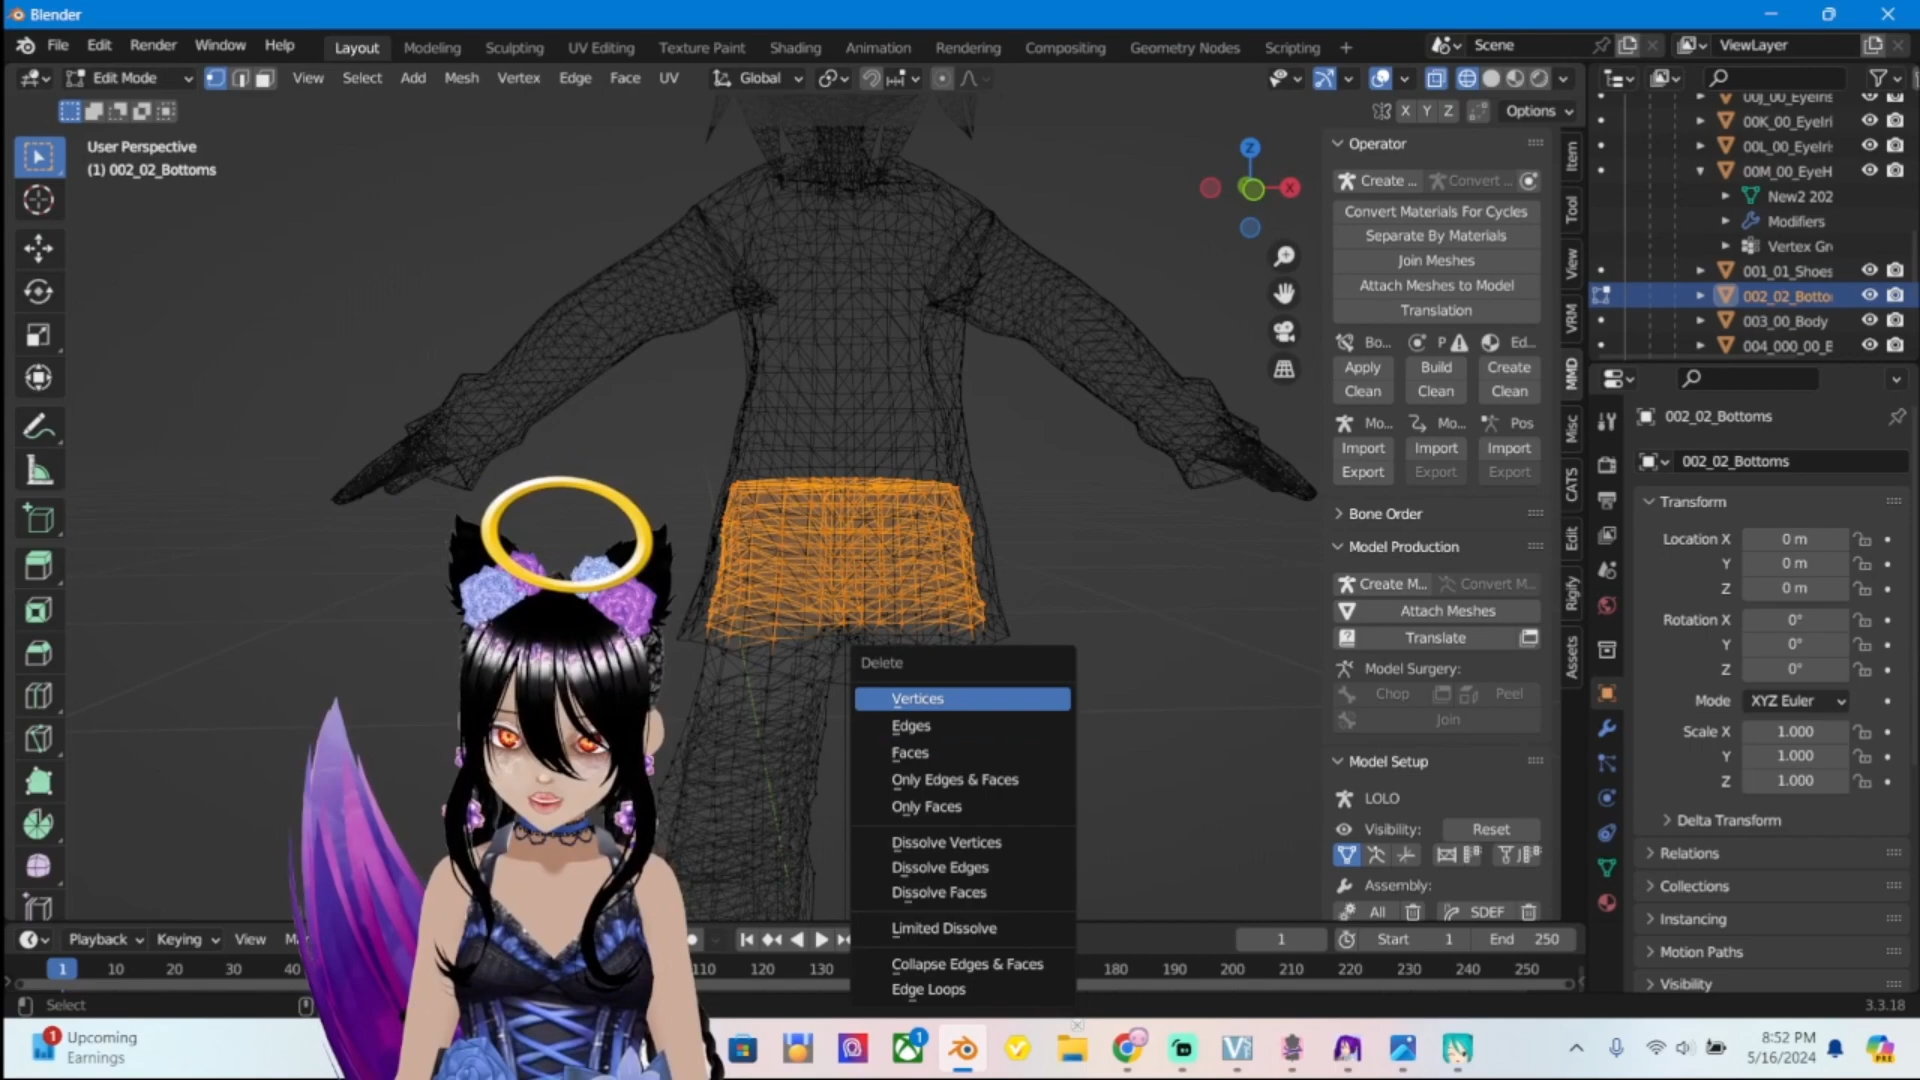 Blender
File Edit Render Window Help Layout Modeling Sculpting UV Editing Texture Paint Shading Animation Rendering Compositing Geometry Nodes Scripting + Scene ViewLayer
Edit Mode View Select Add Mesh Vertex Edge Face UV Global
X Y Z Options
User Perspective
(1) 002_02_Bottoms
Z
X
Operator
Create ... Convert ...
Convert Materials For Cycles
Separate By Materials
Join Meshes
Attach Meshes to Model
Translation
Bo... P Ed...
Apply Build Create
Clean Clean Clean
Mo... Mo... Pos
Import Import Import
Export Export Export
Bone Order
Model Production
Create M... Convert M...
Attach Meshes
Translate
Model Surgery:
Chop Peel
Join
Model Setup
LOLO
Visibility: Reset
Assembly:
All SDEF
Item
Tool
View
VRM
MMD
Misc
CATS
Edit
Rigify
Assets
00J_00_EyeIris
00K_00_EyeIri
00L_00_EyeIris
00M_00_EyeH
New2 202
Modifiers
Vertex Gr
001_01_Shoes
002_02_Botto
003_00_Body
004_000_00_E
002_02_Bottoms
002_02_Bottoms
Transform
Location X 0 m
Y 0 m
Z 0 m
Rotation X 0°
Y 0°
Z 0°
Mode XYZ Euler
Scale X 1.000
Y 1.000
Z 1.000
Delta Transform
Relations
Collections
Instancing
Motion Paths
Visibility
Delete
Vertices
Edges
Faces
Only Edges & Faces
Only Faces
Dissolve Vertices
Dissolve Edges
Dissolve Faces
Limited Dissolve
Collapse Edges & Faces
Edge Loops
Playback Keying View Ma 1 Start 1 End 250
1 10 20 30 40 110 120 130 180 190 200 210 220 230 240 250
Select 3.3.18
1 Upcoming
Earnings
1
8:52 PM
5/16/2024
PRE